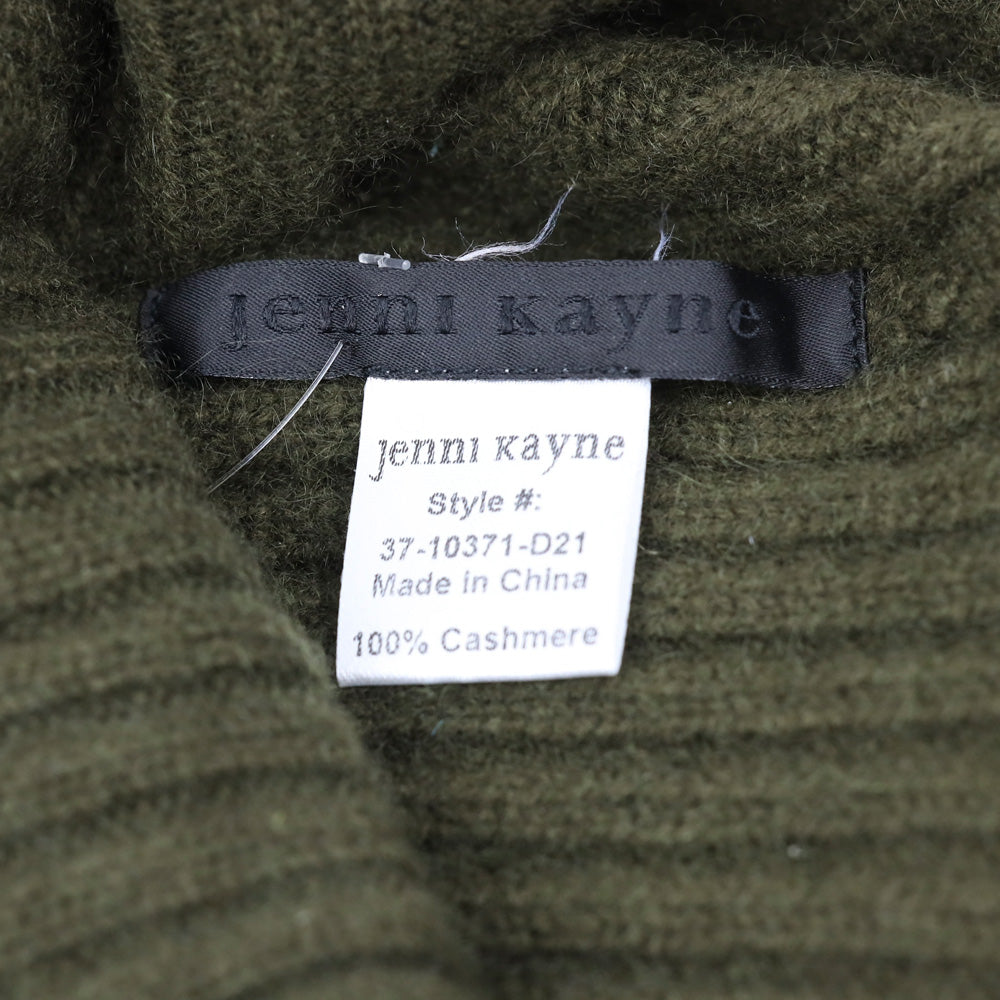 jenni kayne
jenni kayne
Style #:
37-10371-D21
Made in China
100% Cashmere